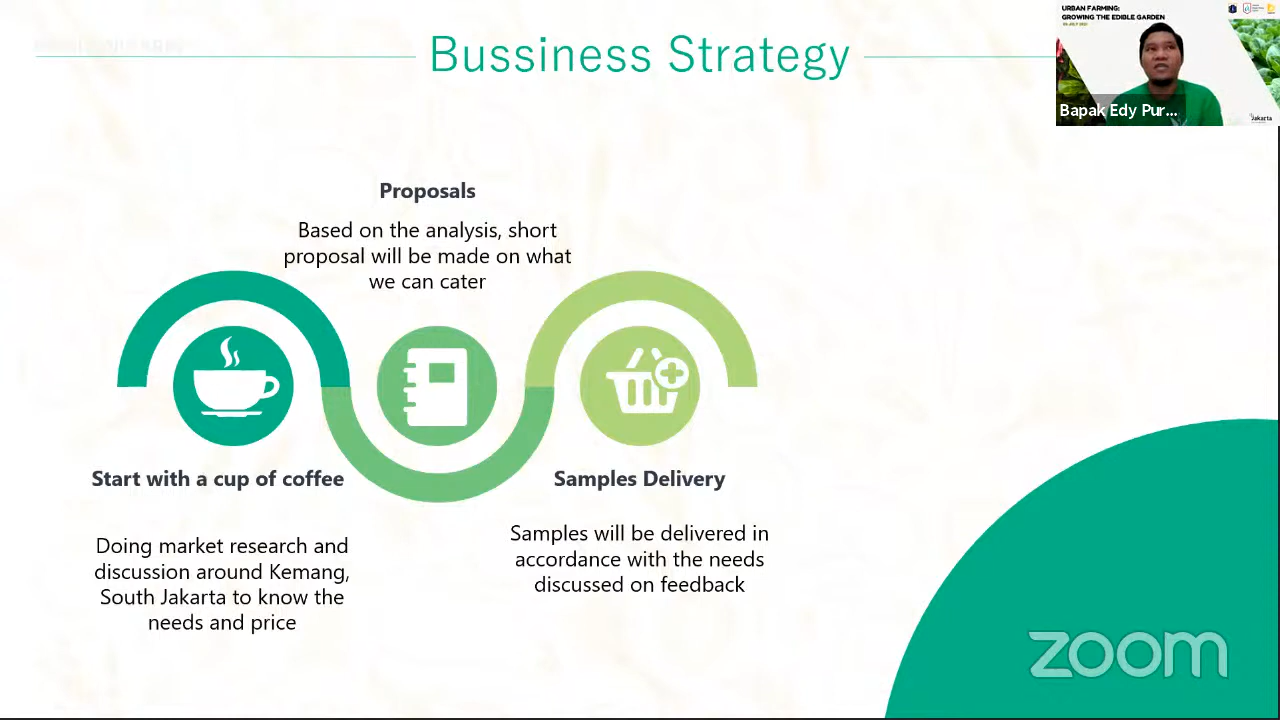 Bussiness Strategy
URBAN FARMING:
GROWING THE EDIBLE GARDEN
Bapak Edy Pur...
Jakarta
Proposals
Based on the analysis, short
proposal will be made on what
we can cater
Start with a cup of coffee
Doing market research and
discussion around Kemang,
South Jakarta to know the
needs and price
Samples Delivery
Samples will be delivered in
accordance with the needs
discussed on feedback
zoom